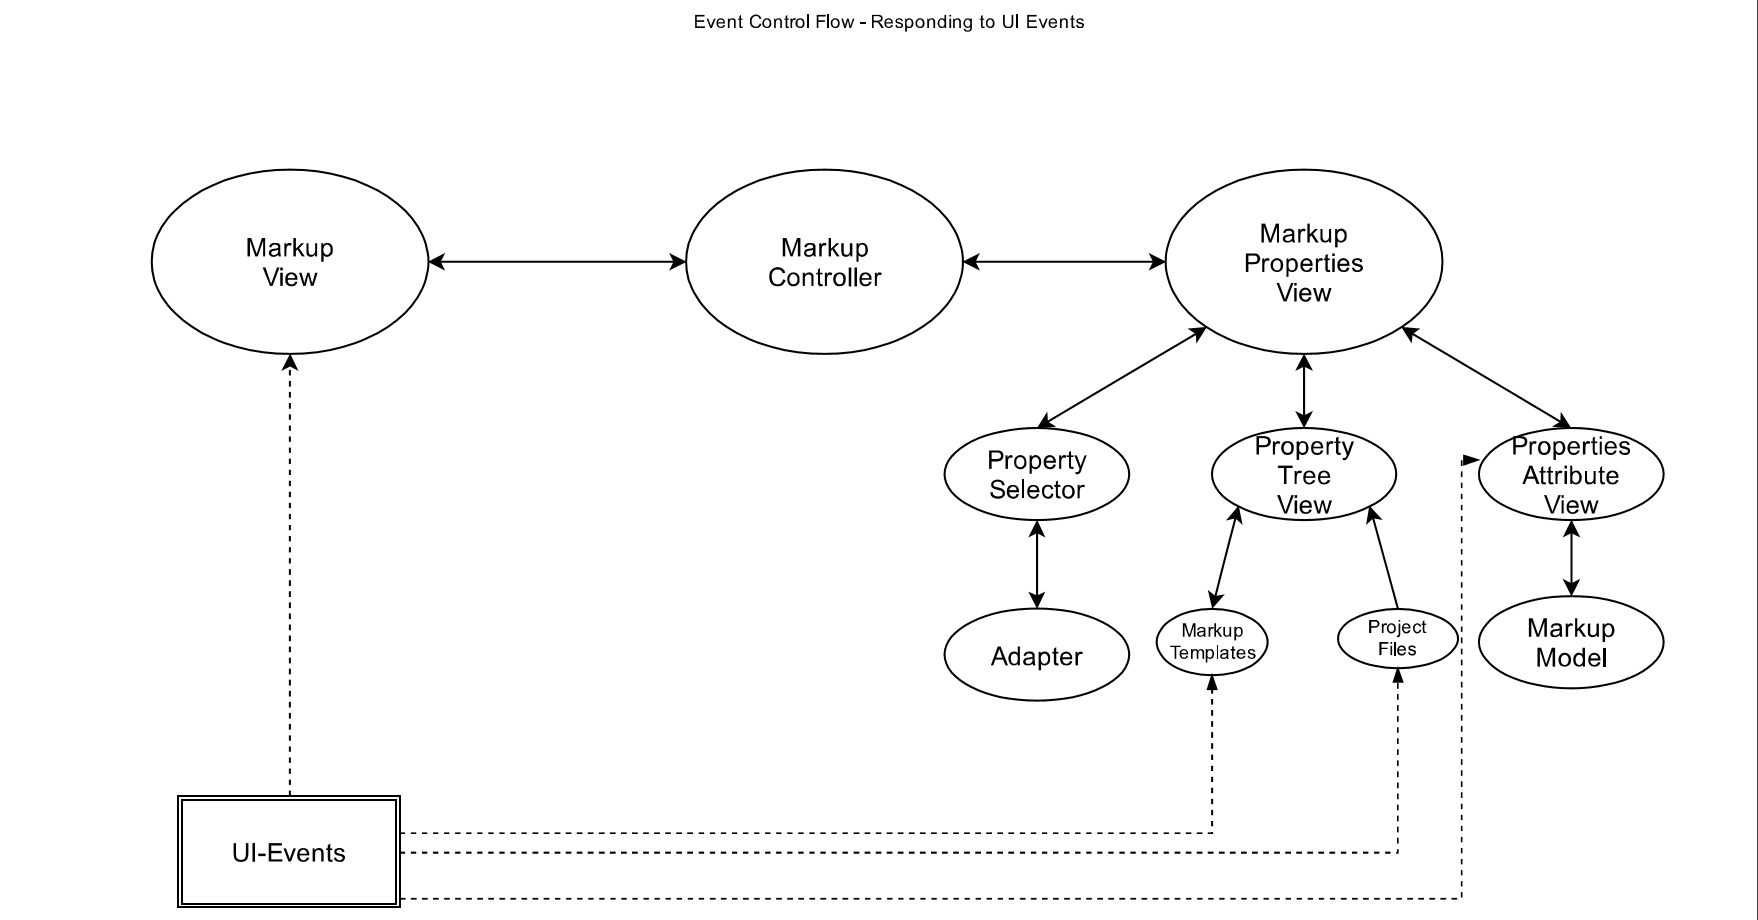 Event Control Flow - Responding to UI Events
Markup
View
Markup
Controller
Markup
Properties
View
Property
Selector
Property
Tree
View
Properties
Attribute
View
Adapter
Markup
Templates
Project
Files
Markup
Model
UI-Events